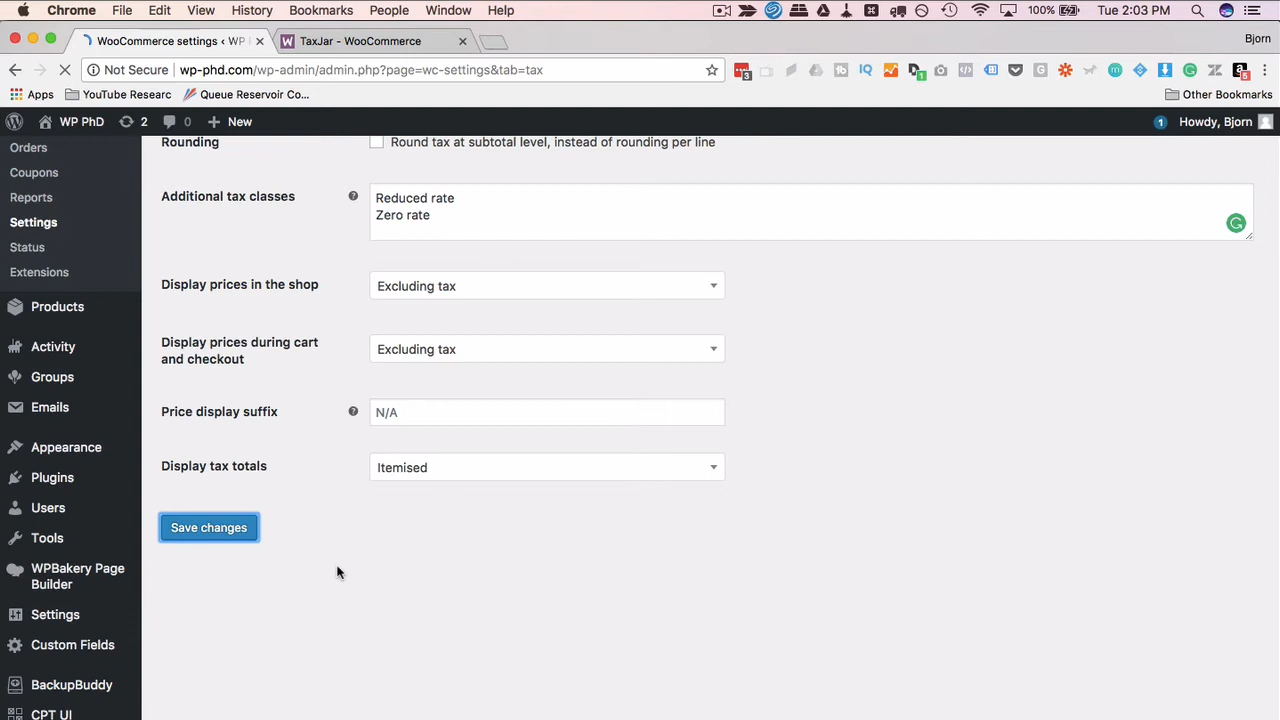 Chrome File Edit View History Bookmarks People Window Help 100% Tue 2:03 PM
WooCommerce settings ‹ WP TaxJar - WooCommerce Bjorn
Not Secure wp-phd.com/wp-admin/admin.php?page=wc-settings&tab=tax 3 1 5
Apps YouTube Researc Queue Reservoir Co... Other Bookmarks
WP PhD 2 0 New 1 Howdy, Bjorn
Orders
Coupons
Reports
Settings
Status
Extensions
Products
Activity
Groups
Emails
Appearance
Plugins
Users
Tools
WPBakery Page
Builder
Settings
Custom Fields
BackupBuddy
CPT UI
Rounding Round tax at subtotal level, instead of rounding per line
Additional tax classes Reduced rate
Zero rate
Display prices in the shop Excluding tax
Display prices during cart
and checkout Excluding tax
Price display suffix N/A
Display tax totals Itemised
Save changes